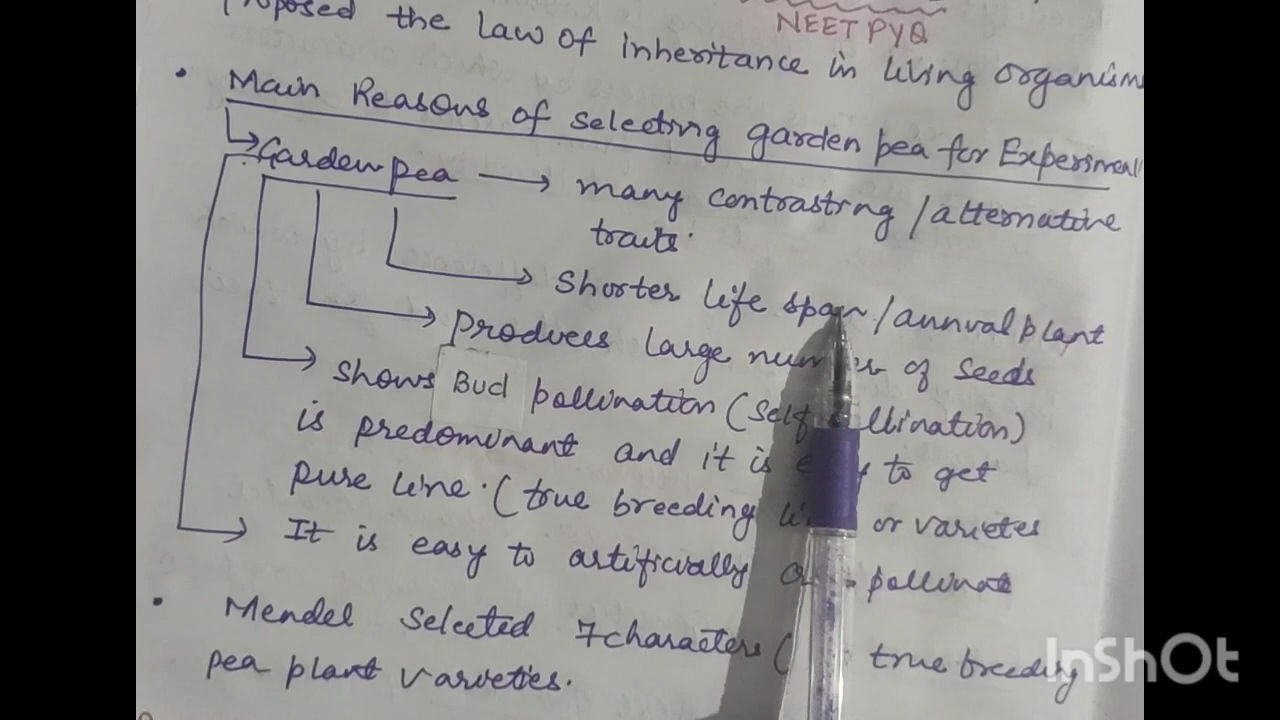 NEET PYQ
proposed the law of inheritance in living organism
• Main Reasons of selecting garden pea for Experiment
Garden pea → many contrasting / alternative
traits.
→ Shorter life span / annual plant
→ produces large number of seeds
→ shows Bud pollination (Self pollination)
is predominant and it is easy to get
pure line. (true breeding or varietes
→ It is easy to artificially pollinate
• Mendel selected 7 characters ( true breeding
pea plant varieties.
InShOt